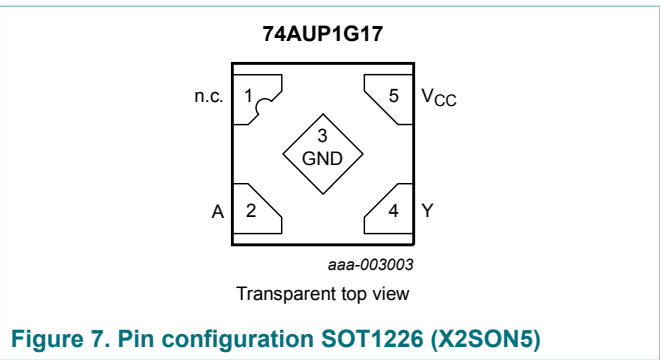 74AUP1G17
n.c. 1 5 VCC
3
GND
A 2 4 Y
aaa-003003
Transparent top view
Figure 7. Pin configuration SOT1226 (X2SON5)